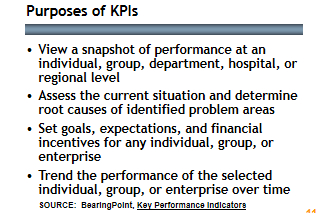 Purposes of KPIs
• View a snapshot of performance at an
individual, group, department, hospital, or
regional level
• Assess the current situation and determine
root causes of identified problem areas
• Set goals, expectations, and financial
incentives for any individual, group, or
enterprise
• Trend the performance of the selected
individual, group, or enterprise over time
SOURCE: BearingPoint, Key Performance Indicators